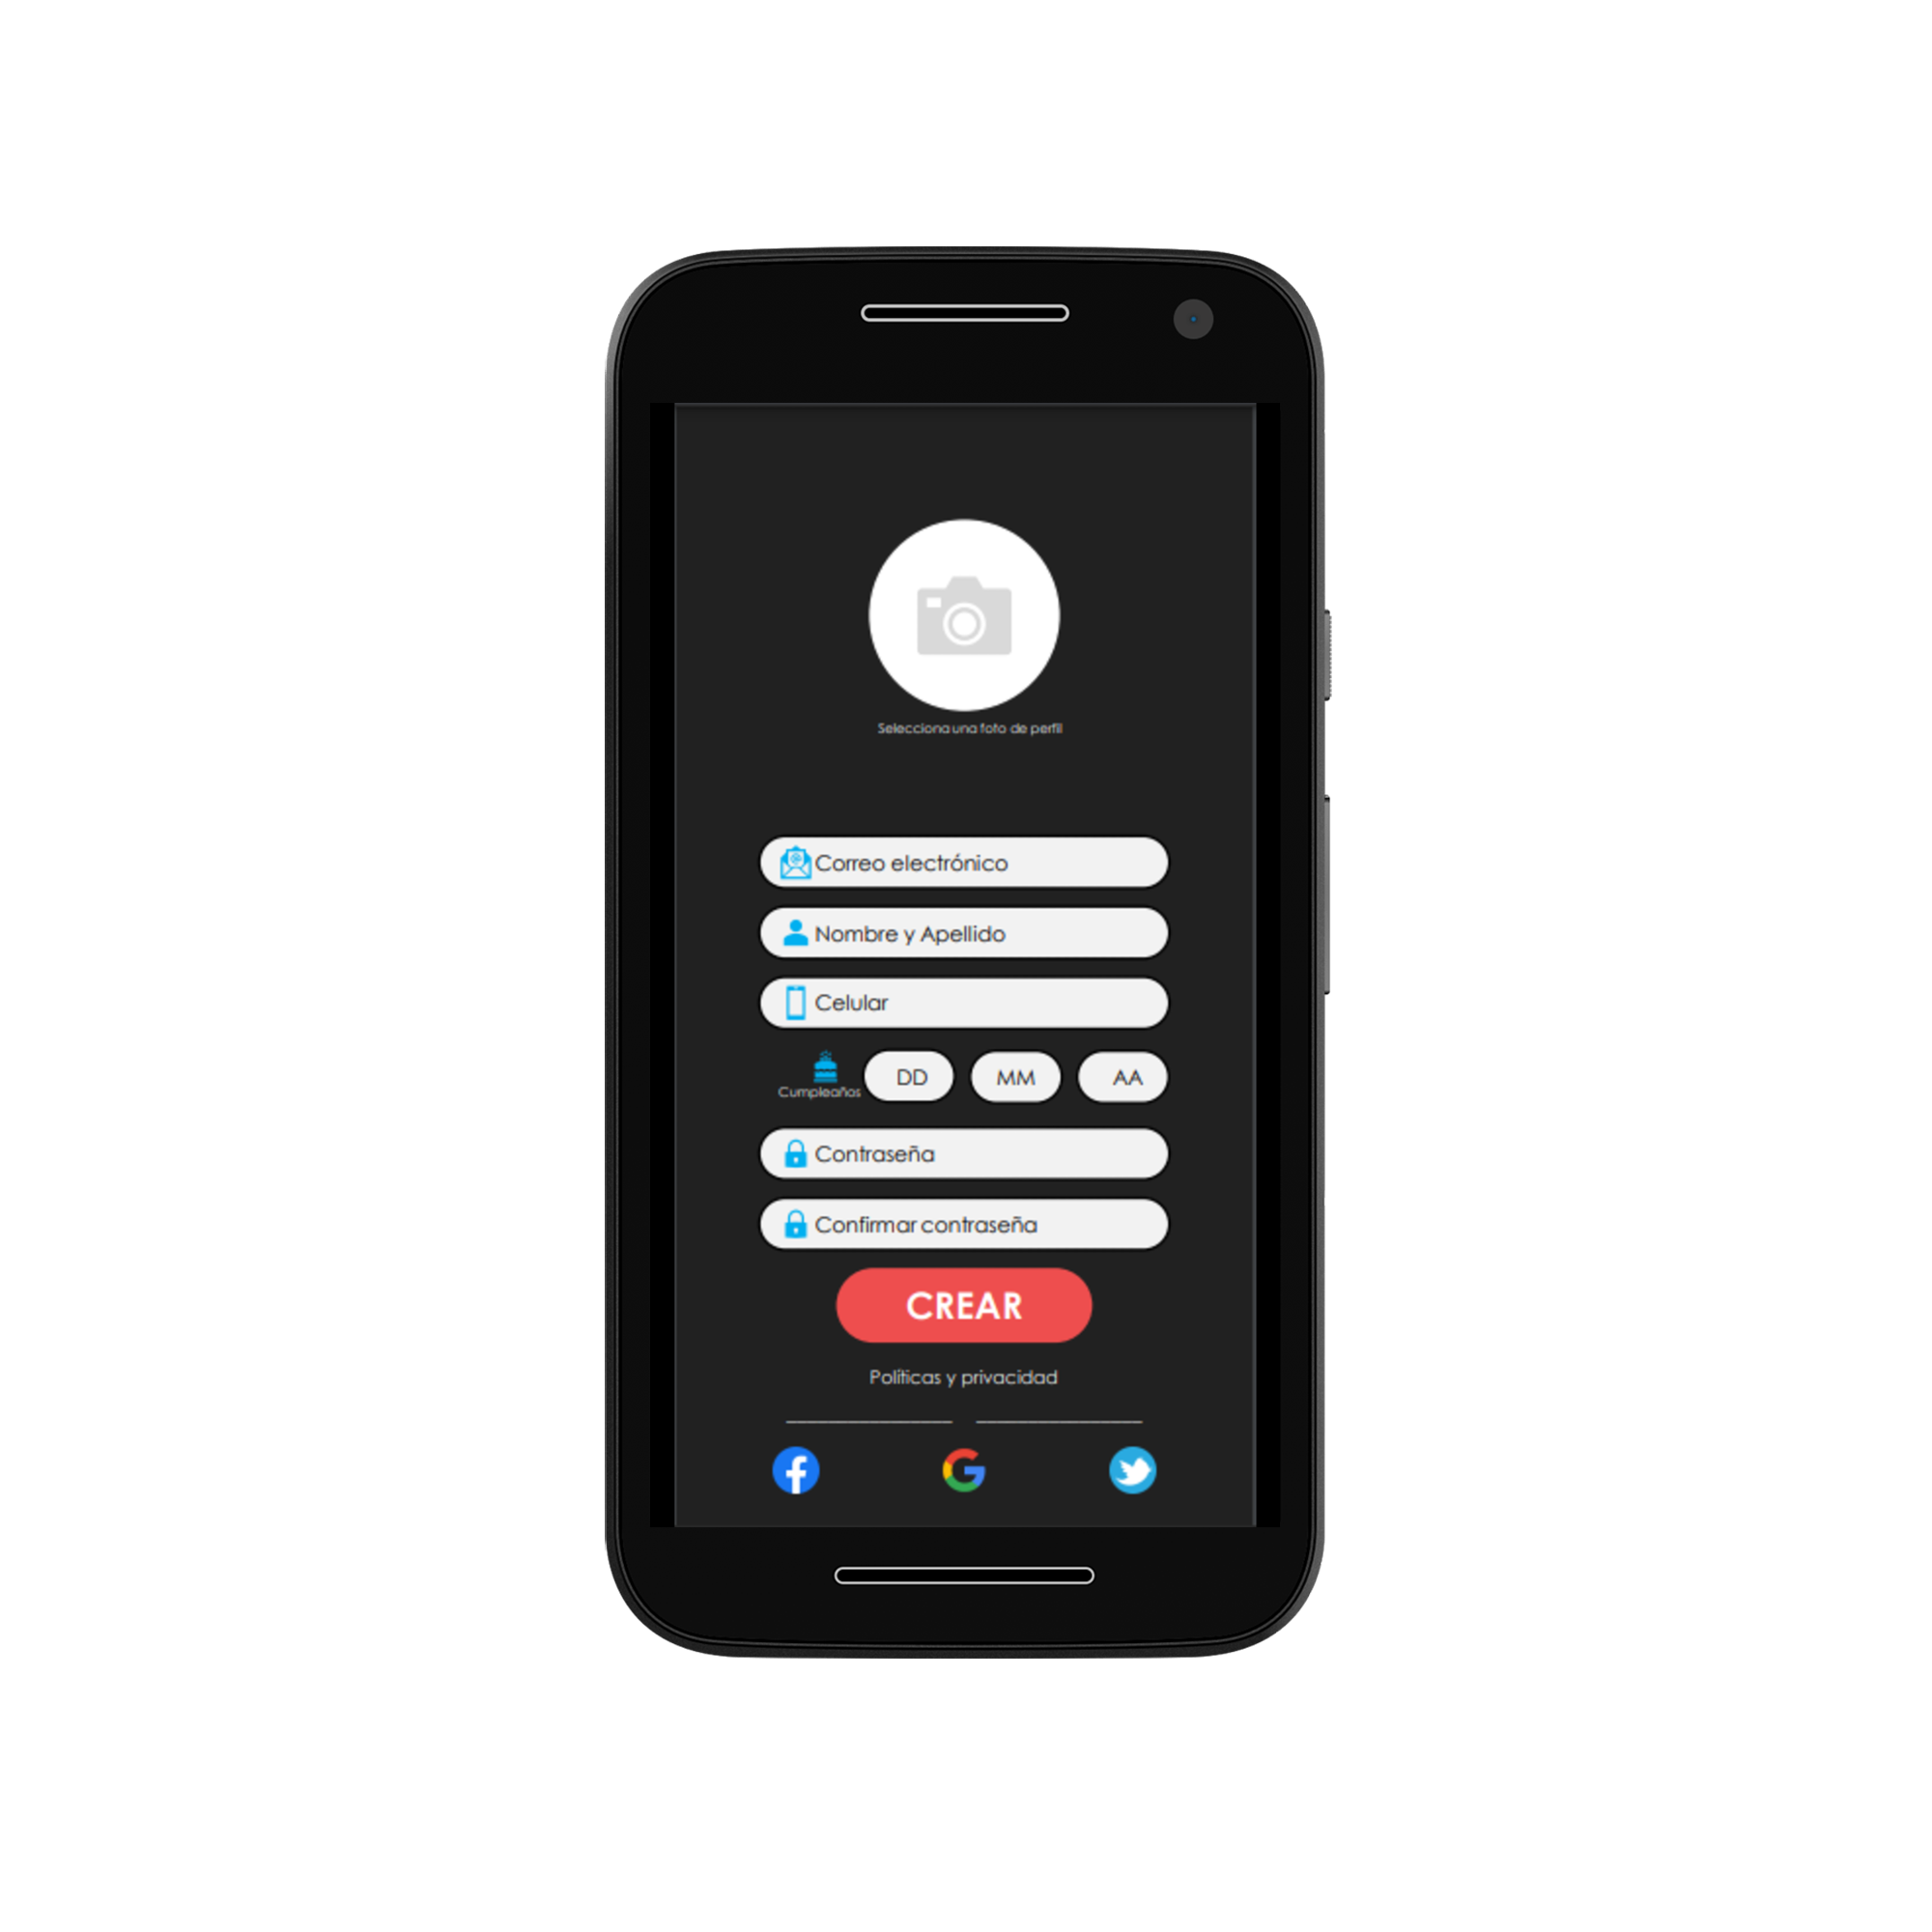 Selecciona una foto de perfil
Correo electrónico
Nombre y Apellido
Celular
Cumpleaños DD MM AA
Contraseña
Confirmar contraseña
CREAR
Políticas y privacidad